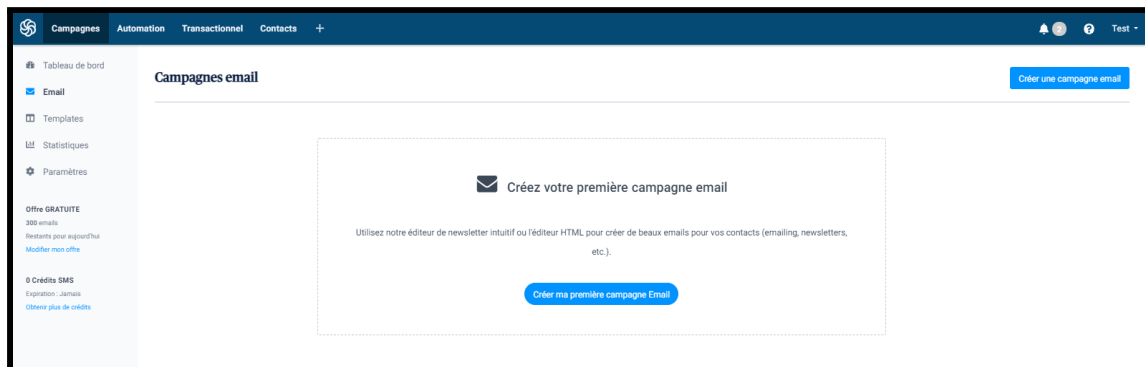 Campagnes Automation Transactionnel Contacts +
2 ? Test
Tableau de bord
Email
Templates
Statistiques
Paramètres
Offre GRATUITE
300 emails
Restants pour aujourd'hui
Modifier mon offre
0 Crédits SMS
Expiration : Jamais
Obtenir plus de crédits
Campagnes email
Créer une campagne email
Créez votre première campagne email
Utilisez notre éditeur de newsletter intuitif ou l'éditeur HTML pour créer de beaux emails pour vos contacts (emailing, newsletters,
etc.).
Créer ma première campagne Email